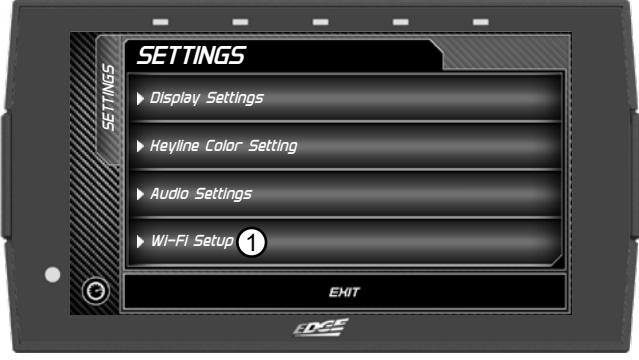 SETTINGS
SETTINGS
Display Settings
Keyline Color Setting
Audio Settings
Wi-Fi Setup 1
EXIT
EDGE